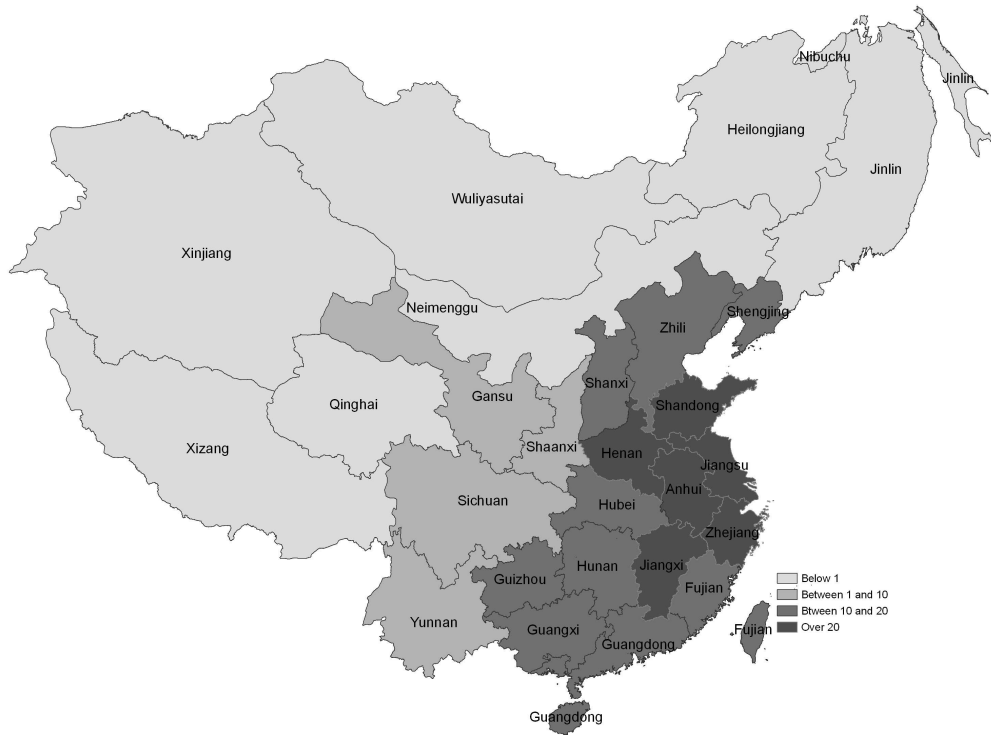 Nibuchu
Jinlin
Heilongjiang
Jinlin
Wuliyasutai
Xinjiang
Neimenggu
Shengjing
Zhili
Shanxi
Gansu
Qinghai
Shandong
Shaanxi
Xizang
Henan
Jiangsu
Anhui
Sichuan
Hubei
Zhejiang
Hunan
Jiangxi
Guizhou
Fujian
Yunnan
Guangxi
Guangdong
Fujian
Guangdong
Below 1
Between 1 and 10
Btween 10 and 20
Over 20